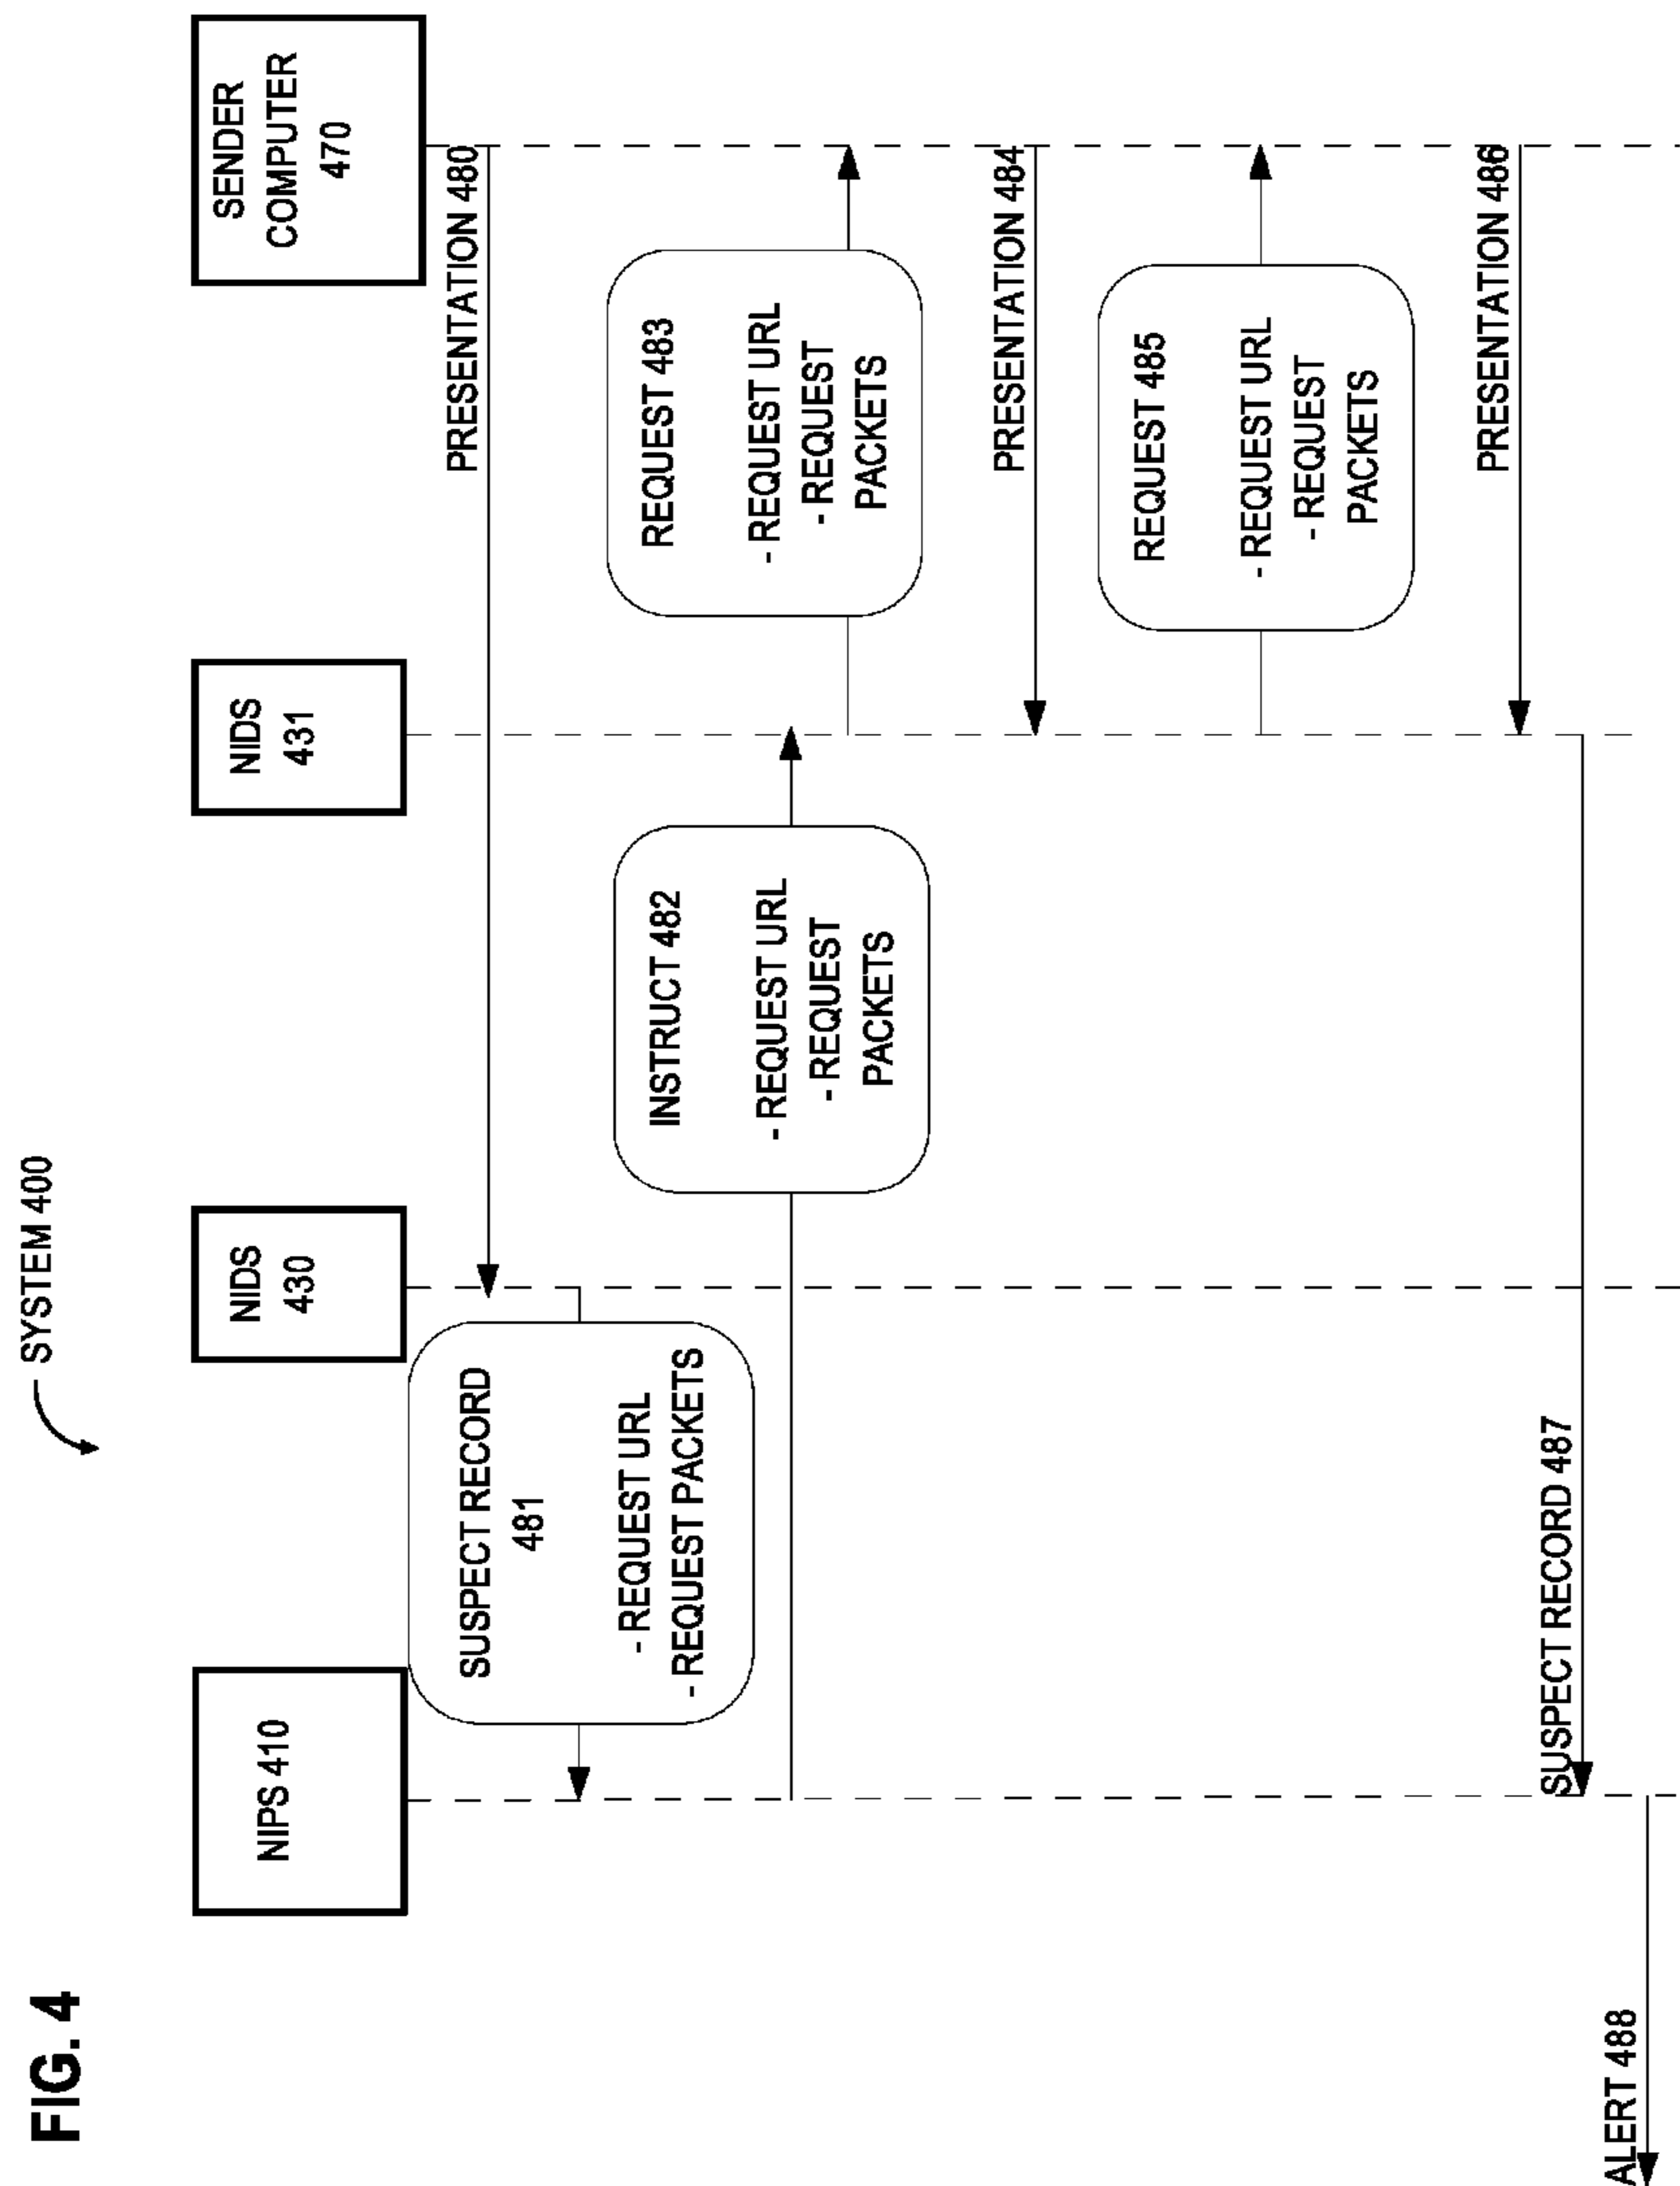 FIG. 4
SYSTEM 400
NIPS 410
NIDS
430
NIDS
431
SENDER
COMPUTER
470
PRESENTATION 480
SUSPECT RECORD
481
- REQUEST URL
- REQUEST PACKETS
INSTRUCT 482
- REQUEST URL
- REQUEST
PACKETS
REQUEST 483
- REQUEST URL
- REQUEST
PACKETS
PRESENTATION 484
REQUEST 485
- REQUEST URL
- REQUEST
PACKETS
PRESENTATION 486
SUSPECT RECORD 487
ALERT 488